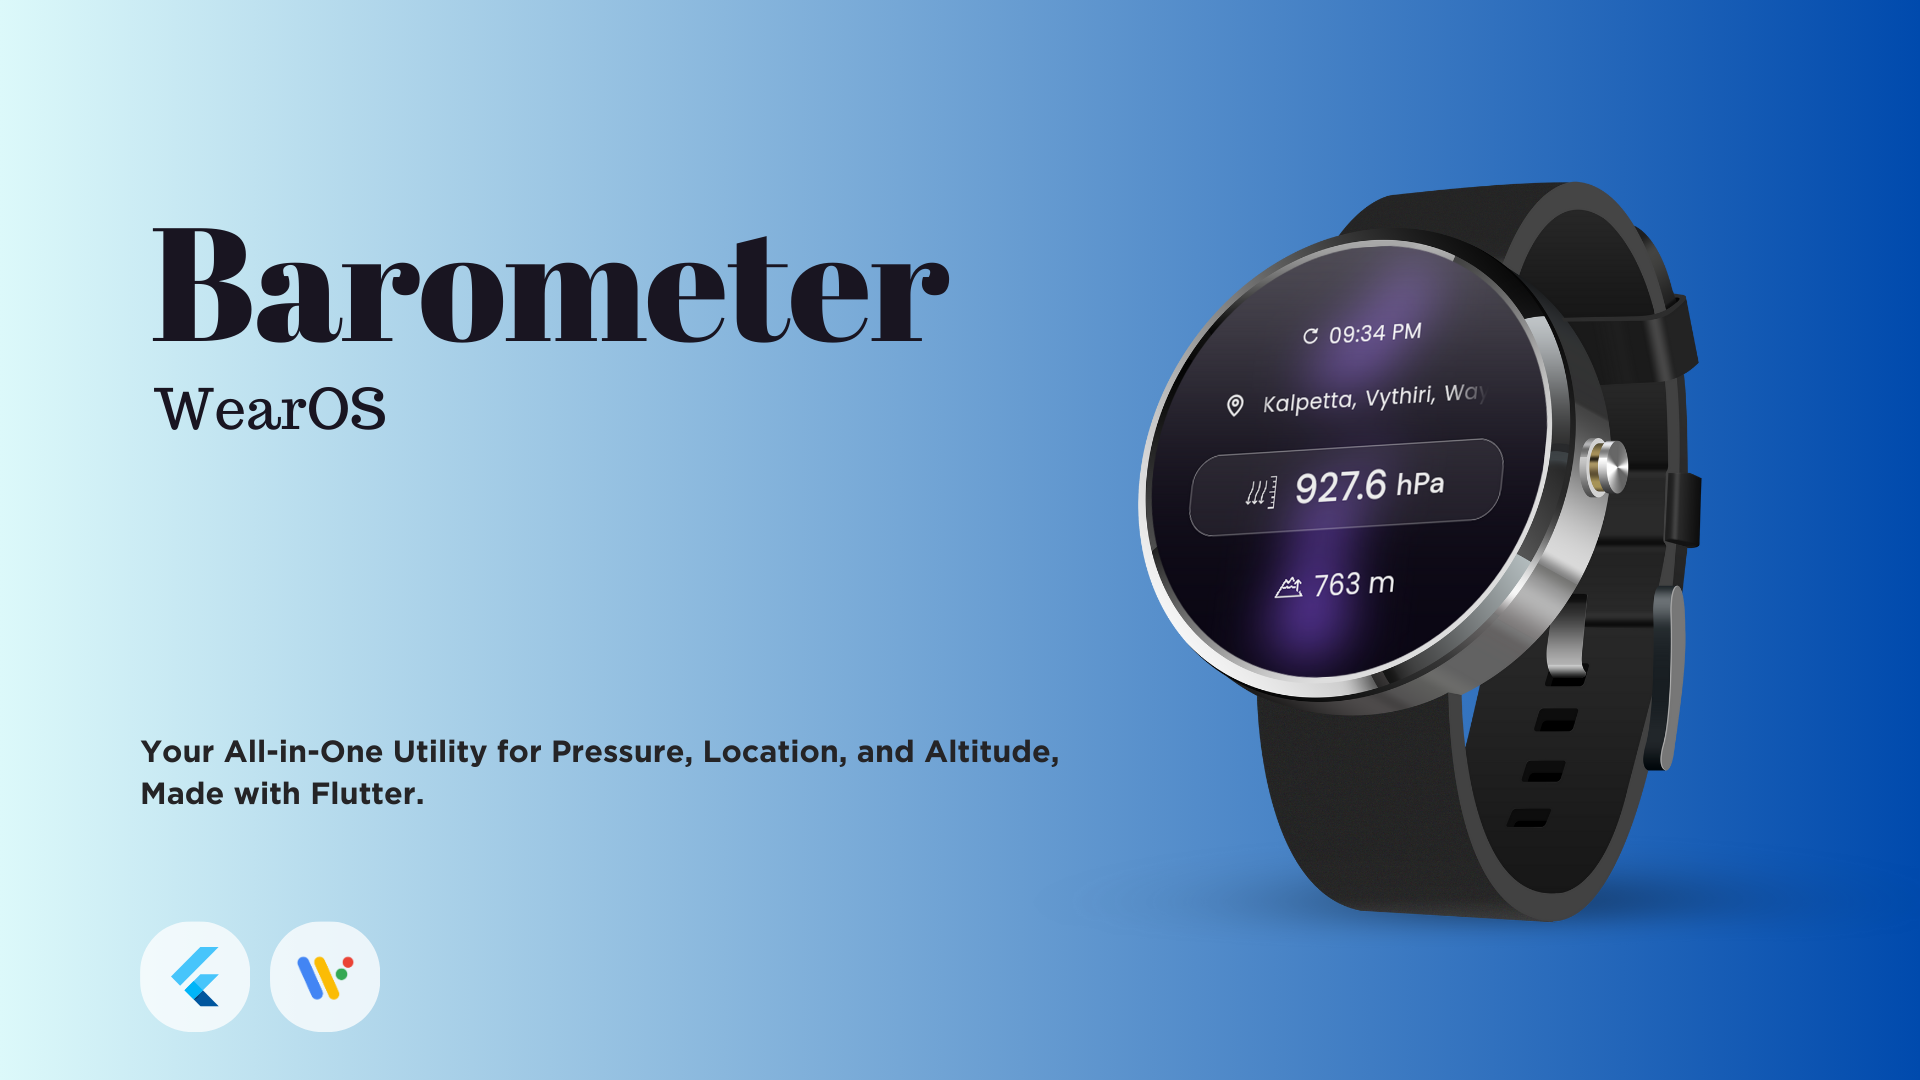 Barometer
WearOS
09:34 PM
Kalpetta, Vythiri, Way
927.6 hPa
763 m
Your All-in-One Utility for Pressure, Location, and Altitude,
Made with Flutter.